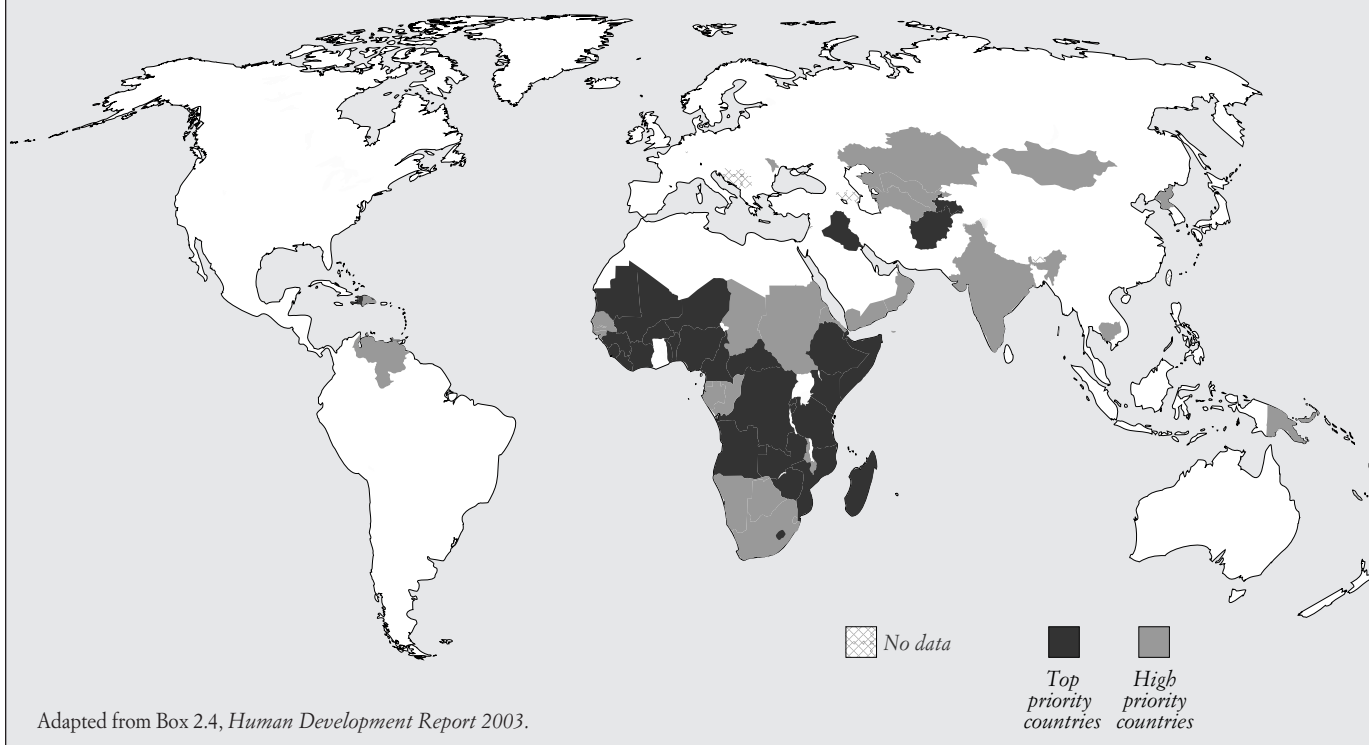 No data
Top
priority
countries
High
priority
countries
Adapted from Box 2.4, Human Development Report 2003.